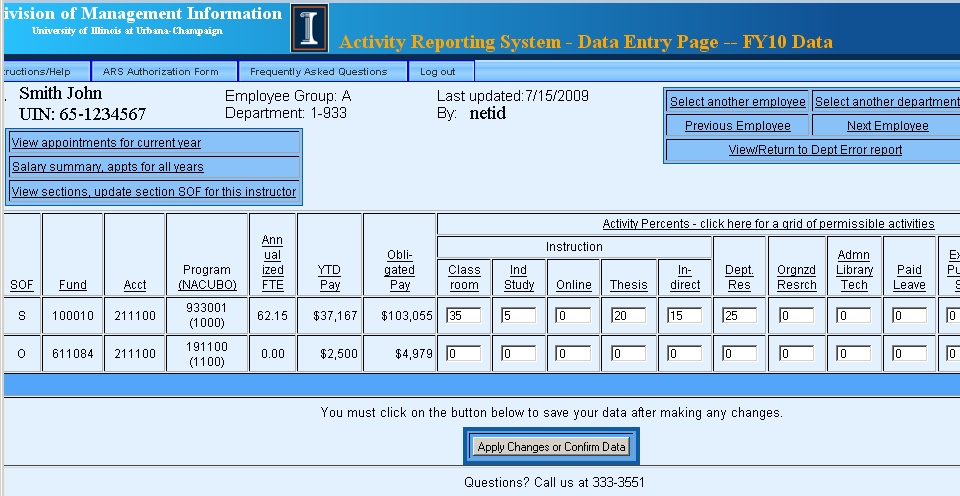 ivision of Management Information
University of Illinois at Urbana-Champaign
I
Activity Reporting System - Data Entry Page -- FY10 Data
tructions/Help ARS Authorization Form Frequently Asked Questions Log out
. Smith John Employee Group: A Last updated:7/15/2009
UIN: 65-1234567 Department: 1-933 By: netid
Select another employee Select another department
Previous Employee Next Employee
View/Return to Dept Error report
View appointments for current year
Salary summary, appts for all years
View sections, update section SOF for this instructor
Activity Percents - click here for a grid of permissible activities
Instruction
SOF
Fund
Acct
Program
(NACUBO)
Ann
ual
ized
FTE
YTD
Pay
Obli-
gated
Pay
Class
room
Ind
Study
Online
Thesis
In-
direct
Dept.
Res
Orgnzd
Resrch
Admn
Library
Tech
Paid
Leave
Ex
Pu
S
S 100010 211100 933001 (1000) 62.15 $37,167 $103,055 35 5 0 20 15 25 0 0 0 0
O 611084 211100 191100 (1100) 0.00 $2,500 $4,979 0 0 0 0 0 0 0 0 0 0
You must click on the button below to save your data after making any changes.
Apply Changes or Confirm Data
Questions? Call us at 333-3551